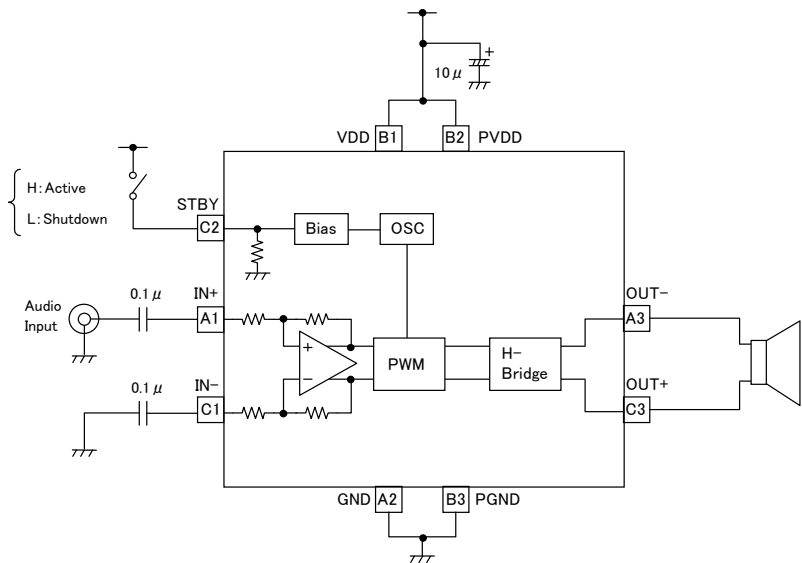 +
10μ
VDD B1 B2 PVDD
H:Active
L:Shutdown
STBY
C2
Bias
OSC
Audio
Input
0.1μ
IN+
A1
+
−
PWM
H−
Bridge
OUT−
A3
0.1μ
IN−
C1
OUT+
C3
GND A2 B3 PGND